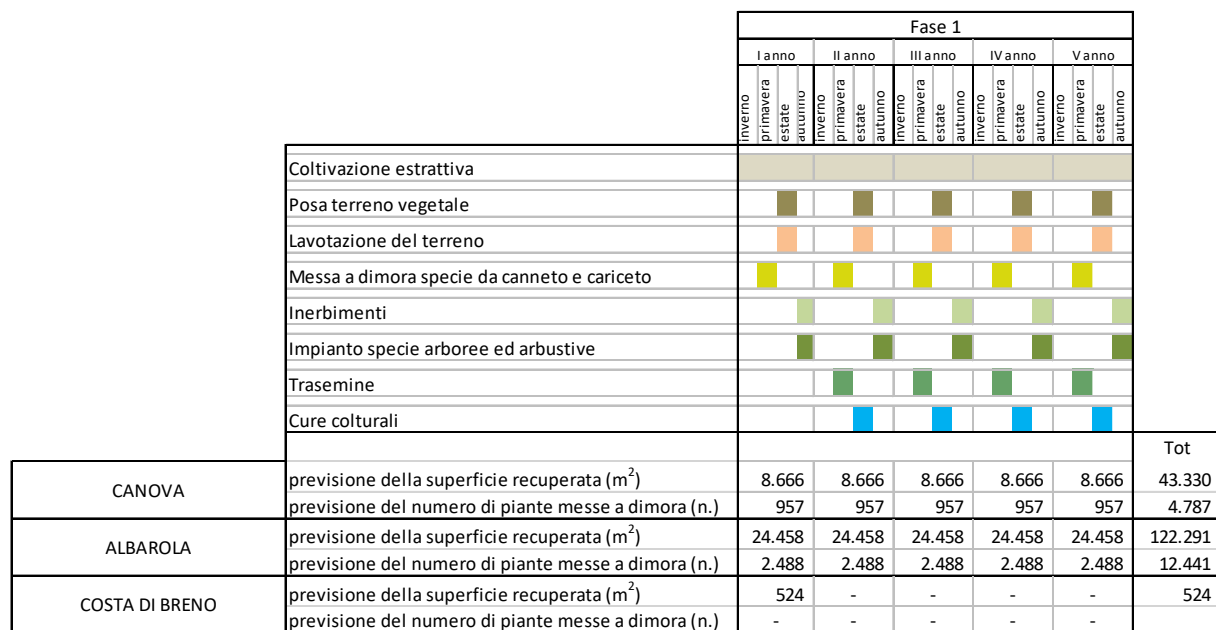 Fase 1
I anno II anno III anno IV anno V anno
inverno primavera estate autunno inverno primavera estate autunno inverno primavera estate autunno inverno primavera estate autunno inverno primavera estate autunno
Coltivazione estrattiva
Posa terreno vegetale
Lavotazione del terreno
Messa a dimora specie da canneto e cariceto
Inerbimenti
Impianto specie arboree ed arbustive
Trasemine
Cure colturali
Tot
CANOVA
previsione della superficie recuperata (m²) 8.666 8.666 8.666 8.666 8.666 43.330
previsione del numero di piante messe a dimora (n.) 957 957 957 957 957 4.787
ALBAROLA
previsione della superficie recuperata (m²) 24.458 24.458 24.458 24.458 24.458 122.291
previsione del numero di piante messe a dimora (n.) 2.488 2.488 2.488 2.488 2.488 12.441
COSTA DI BRENO
previsione della superficie recuperata (m²) 524 - - - - 524
previsione del numero di piante messe a dimora (n.) - - - - -